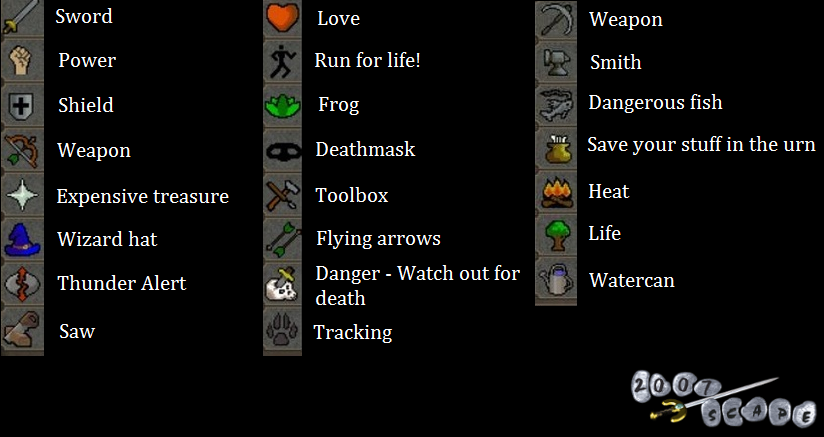 Sword
Power
Shield
Weapon
Expensive treasure
Wizard hat
Thunder Alert
Saw
Love
Run for life!
Frog
Deathmask
Toolbox
Flying arrows
Danger - Watch out for
death
Tracking
Weapon
Smith
Dangerous fish
Save your stuff in the urn
Heat
Life
Watercan
2007
SCAPE